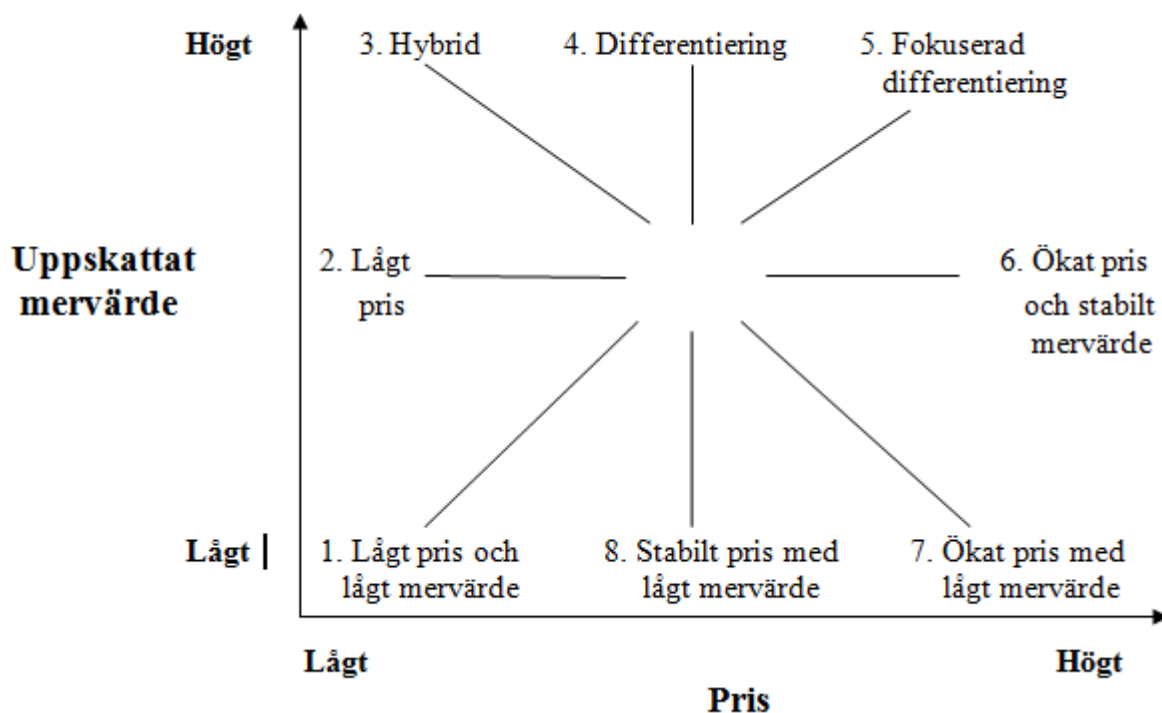 Högt
3. Hybrid
4. Differentiering
5. Fokuserad
differentiering
Uppskattat
mervärde
2. Lågt
pris
6. Ökat pris
och stabilt
mervärde
Lågt
1. Lågt pris och
lågt mervärde
8. Stabilt pris med
lågt mervärde
7. Ökat pris med
lågt mervärde
Lågt
Högt
Pris